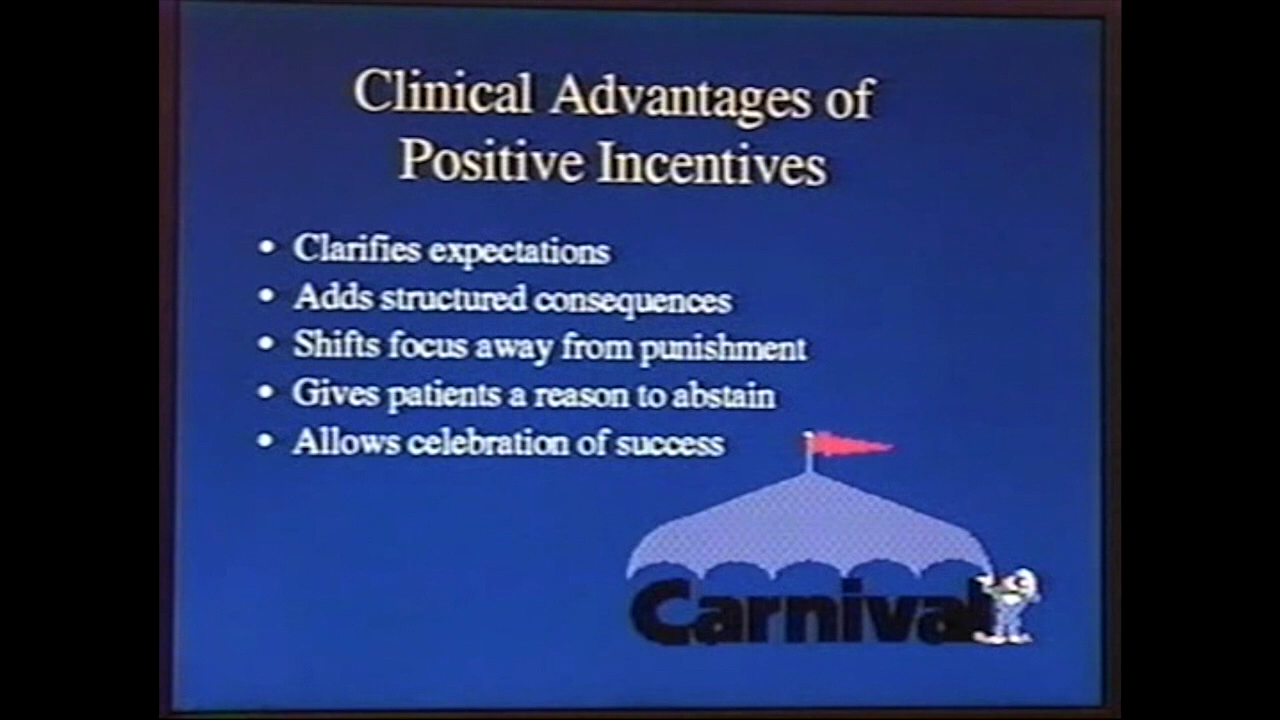 Clinical Advantages of
Positive Incentives
• Clarifies expectations
• Adds structured consequences
• Shifts focus away from punishment
• Gives patients a reason to abstain
• Allows celebration of success
Carnival